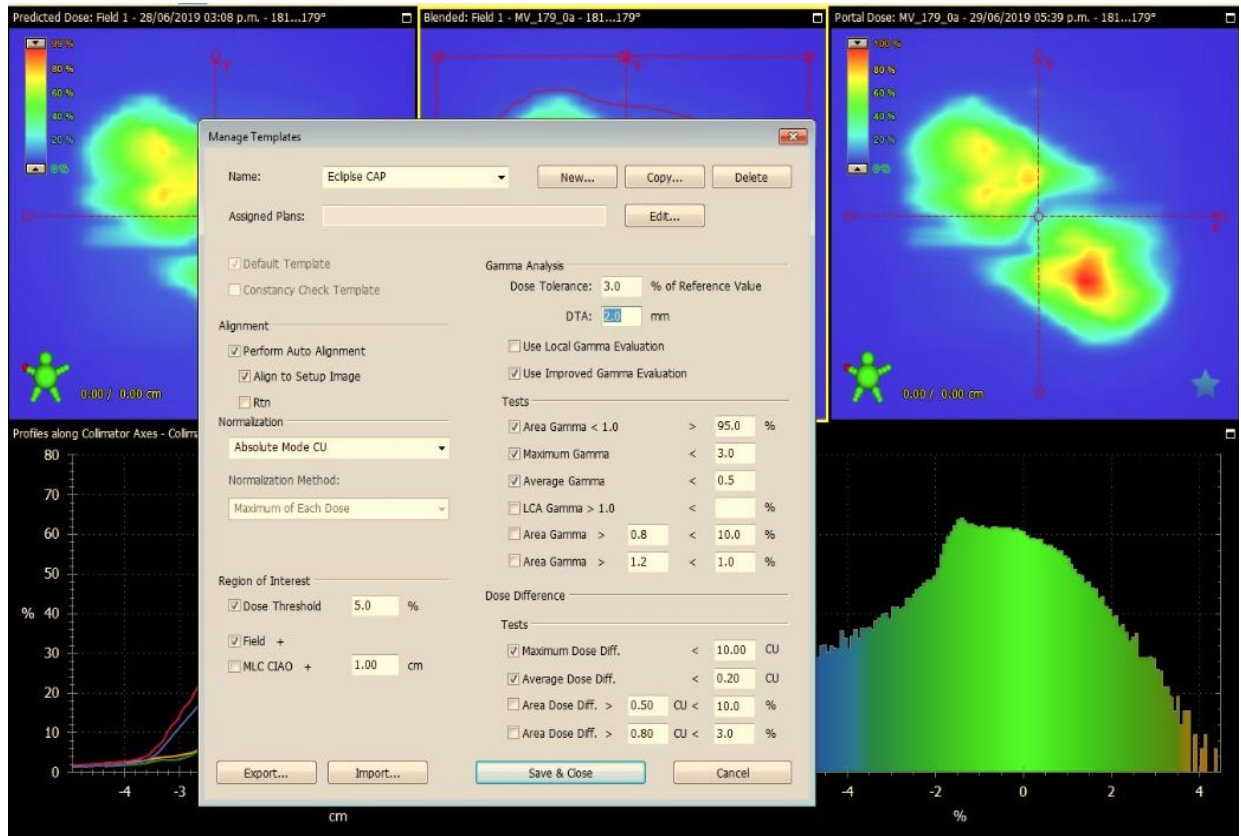 Predicted Dose: Field 1 - 28/06/2019 03:08 p.m. - 181...179°
Blended: Field 1 - MV_179_0a - 181...179°
Portal Dose: MV_179_0a - 29/06/2019 05:39 p.m. - 181...179°
99 %
80 %
60 %
40 %
20 %
0 %
Y
0.00 / 0.00 cm
Y
100 %
80 %
60 %
40 %
20 %
0 %
Y
X
0.00 / 0.00 cm
Manage Templates
Name: Eclpise CAP New... Copy... Delete
Assigned Plans: Edit...
Default Template
Constancy Check Template
Alignment
Perform Auto Alignment
Align to Setup Image
Rtn
Normalization
Absolute Mode CU
Normalization Method:
Maximum of Each Dose
Region of Interest
Dose Threshold 5.0 %
Field +
MLC CIAO + 1.00 cm
Gamma Analysis
Dose Tolerance: 3.0 % of Reference Value
DTA: 2.0 mm
Use Local Gamma Evaluation
Use Improved Gamma Evaluation
Tests
Area Gamma < 1.0 > 95.0 %
Maximum Gamma < 3.0
Average Gamma < 0.5
LCA Gamma > 1.0 < %
Area Gamma > 0.8 < 10.0 %
Area Gamma > 1.2 < 1.0 %
Dose Difference
Tests
Maximum Dose Diff. < 10.00 CU
Average Dose Diff. < 0.20 CU
Area Dose Diff. > 0.50 CU < 10.0 %
Area Dose Diff. > 0.80 CU < 3.0 %
Export... Import... Save & Close Cancel
Profiles along Collimator Axes -
80
70
60
50
% 40
30
20
10
0
-4 -3
cm
-4 -2 0 2 4
%